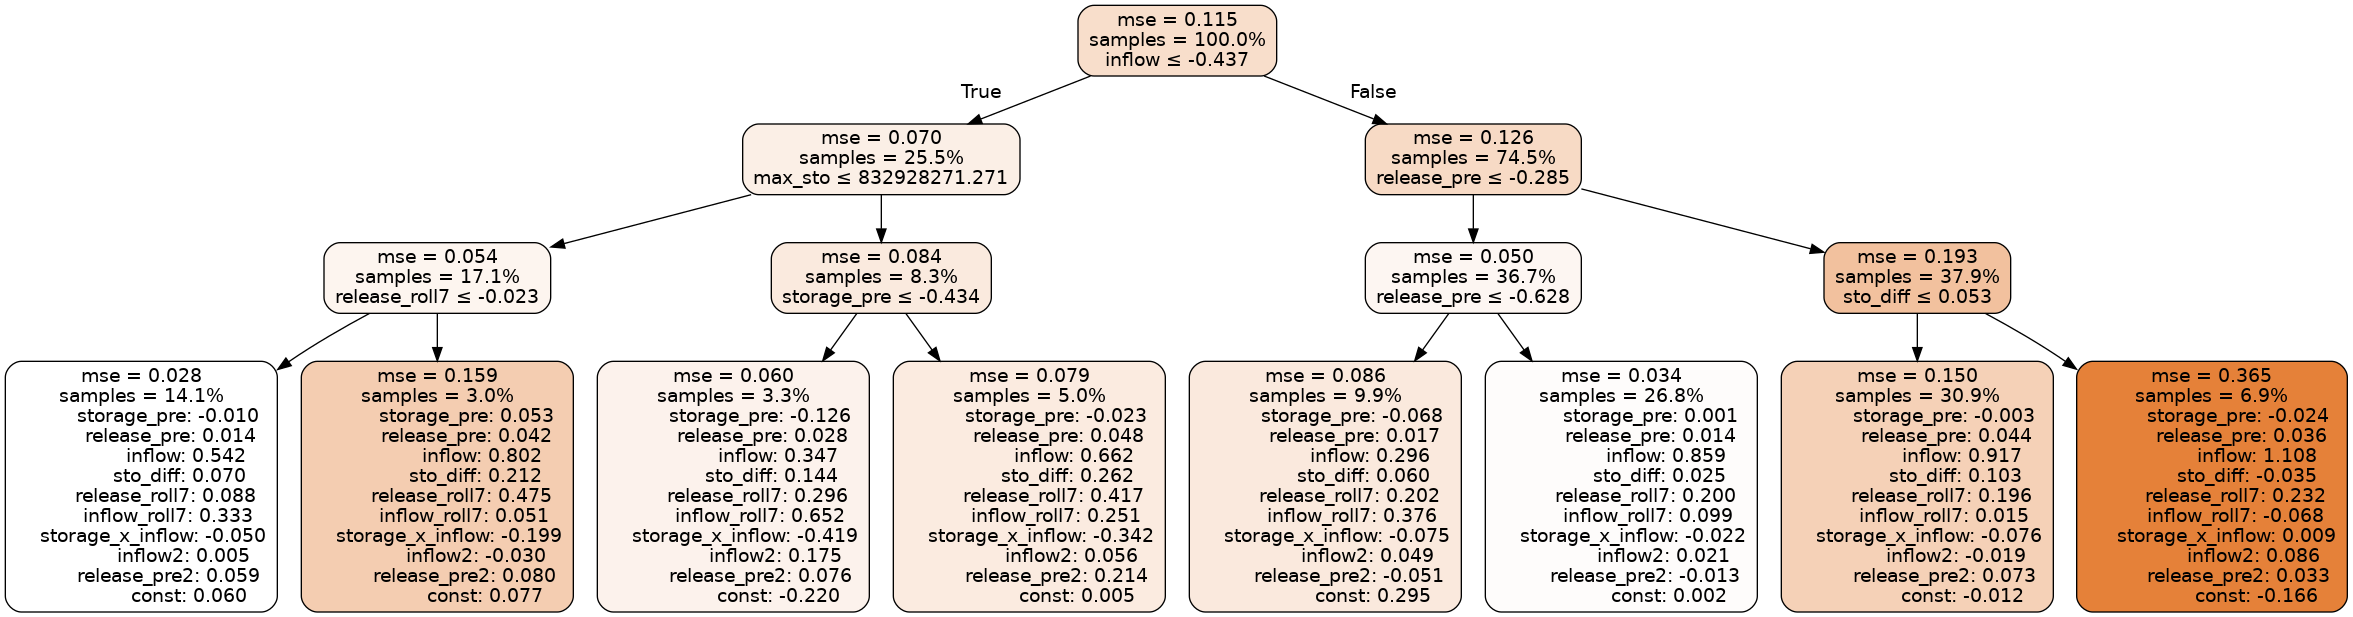 mse = 0.115
samples = 100.0%
inflow ≤ -0.437
True
False
mse = 0.070
samples = 25.5%
max_sto ≤ 832928271.271
mse = 0.126
samples = 74.5%
release_pre ≤ -0.285
mse = 0.054
samples = 17.1%
release_roll7 ≤ -0.023
mse = 0.084
samples = 8.3%
storage_pre ≤ -0.434
mse = 0.050
samples = 36.7%
release_pre ≤ -0.628
mse = 0.193
samples = 37.9%
sto_diff ≤ 0.053
mse = 0.028
samples = 14.1%
storage_pre: -0.010
release_pre: 0.014
inflow: 0.542
sto_diff: 0.070
release_roll7: 0.088
inflow_roll7: 0.333
storage_x_inflow: -0.050
inflow2: 0.005
release_pre2: 0.059
const: 0.060
mse = 0.159
samples = 3.0%
storage_pre: 0.053
release_pre: 0.042
inflow: 0.802
sto_diff: 0.212
release_roll7: 0.475
inflow_roll7: 0.051
storage_x_inflow: -0.199
inflow2: -0.030
release_pre2: 0.080
const: 0.077
mse = 0.060
samples = 3.3%
storage_pre: -0.126
release_pre: 0.028
inflow: 0.347
sto_diff: 0.144
release_roll7: 0.296
inflow_roll7: 0.652
storage_x_inflow: -0.419
inflow2: 0.175
release_pre2: 0.076
const: -0.220
mse = 0.079
samples = 5.0%
storage_pre: -0.023
release_pre: 0.048
inflow: 0.662
sto_diff: 0.262
release_roll7: 0.417
inflow_roll7: 0.251
storage_x_inflow: -0.342
inflow2: 0.056
release_pre2: 0.214
const: 0.005
mse = 0.086
samples = 9.9%
storage_pre: -0.068
release_pre: 0.017
inflow: 0.296
sto_diff: 0.060
release_roll7: 0.202
inflow_roll7: 0.376
storage_x_inflow: -0.075
inflow2: 0.049
release_pre2: -0.051
const: 0.295
mse = 0.034
samples = 26.8%
storage_pre: 0.001
release_pre: 0.014
inflow: 0.859
sto_diff: 0.025
release_roll7: 0.200
inflow_roll7: 0.099
storage_x_inflow: -0.022
inflow2: 0.021
release_pre2: -0.013
const: 0.002
mse = 0.150
samples = 30.9%
storage_pre: -0.003
release_pre: 0.044
inflow: 0.917
sto_diff: 0.103
release_roll7: 0.196
inflow_roll7: 0.015
storage_x_inflow: -0.076
inflow2: -0.019
release_pre2: 0.073
const: -0.012
mse = 0.365
samples = 6.9%
storage_pre: -0.024
release_pre: 0.036
inflow: 1.108
sto_diff: -0.035
release_roll7: 0.232
inflow_roll7: -0.068
storage_x_inflow: 0.009
inflow2: 0.086
release_pre2: 0.033
const: -0.166